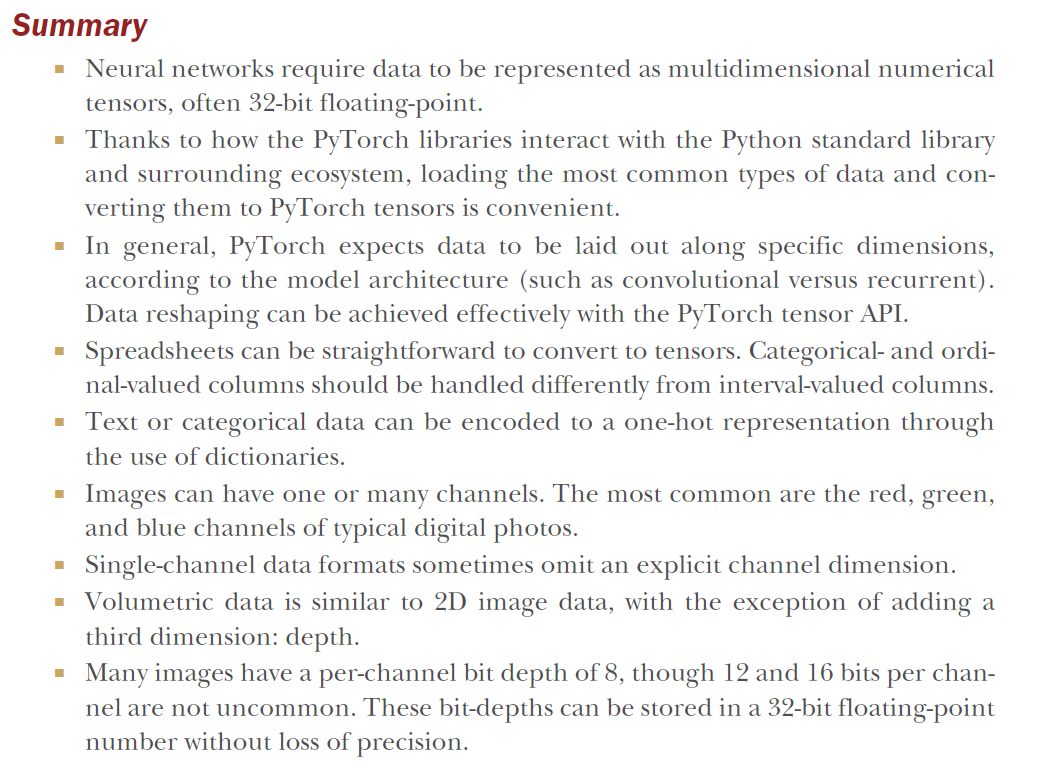 Summary
▪ Neural networks require data to be represented as multidimensional numerical
tensors, often 32-bit floating-point.
▪ Thanks to how the PyTorch libraries interact with the Python standard library
and surrounding ecosystem, loading the most common types of data and con-
verting them to PyTorch tensors is convenient.
▪ In general, PyTorch expects data to be laid out along specific dimensions,
according to the model architecture (such as convolutional versus recurrent).
Data reshaping can be achieved effectively with the PyTorch tensor API.
▪ Spreadsheets can be straightforward to convert to tensors. Categorical- and ordi-
nal-valued columns should be handled differently from interval-valued columns.
▪ Text or categorical data can be encoded to a one-hot representation through
the use of dictionaries.
▪ Images can have one or many channels. The most common are the red, green,
and blue channels of typical digital photos.
▪ Single-channel data formats sometimes omit an explicit channel dimension.
▪ Volumetric data is similar to 2D image data, with the exception of adding a
third dimension: depth.
▪ Many images have a per-channel bit depth of 8, though 12 and 16 bits per chan-
nel are not uncommon. These bit-depths can be stored in a 32-bit floating-point
number without loss of precision.